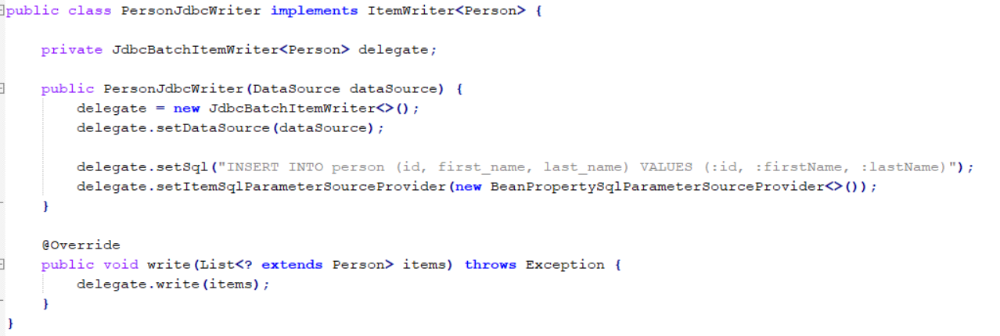 public class PersonJdbcWriter implements ItemWriter<Person> {
private JdbcBatchItemWriter<Person> delegate;
public PersonJdbcWriter(DataSource dataSource) {
delegate = new JdbcBatchItemWriter<>();
delegate.setDataSource(dataSource);
delegate.setSql("INSERT INTO person (id, first_name, last_name) VALUES (:id, :firstName, :lastName)");
delegate.setItemSqlParameterSourceProvider(new BeanPropertySqlParameterSourceProvider<>());
}
@Override
public void write(List<? extends Person> items) throws Exception {
delegate.write(items);
}
}